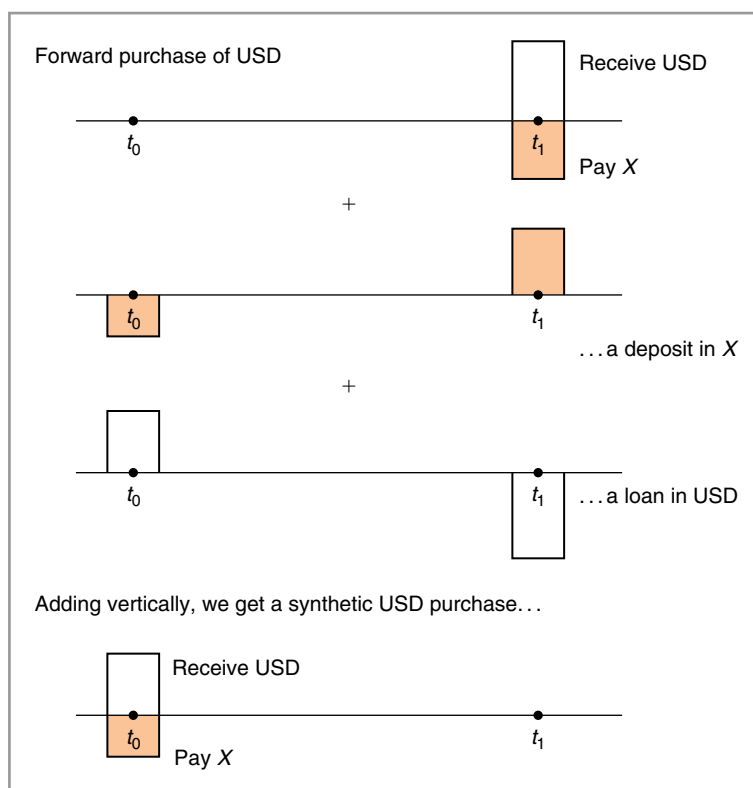 Forward purchase of USD
Receive USD
t0
t1
Pay X
+
t0
t1
...a deposit in X
+
t0
t1
...a loan in USD
Adding vertically, we get a synthetic USD purchase...
Receive USD
t0
t1
Pay X